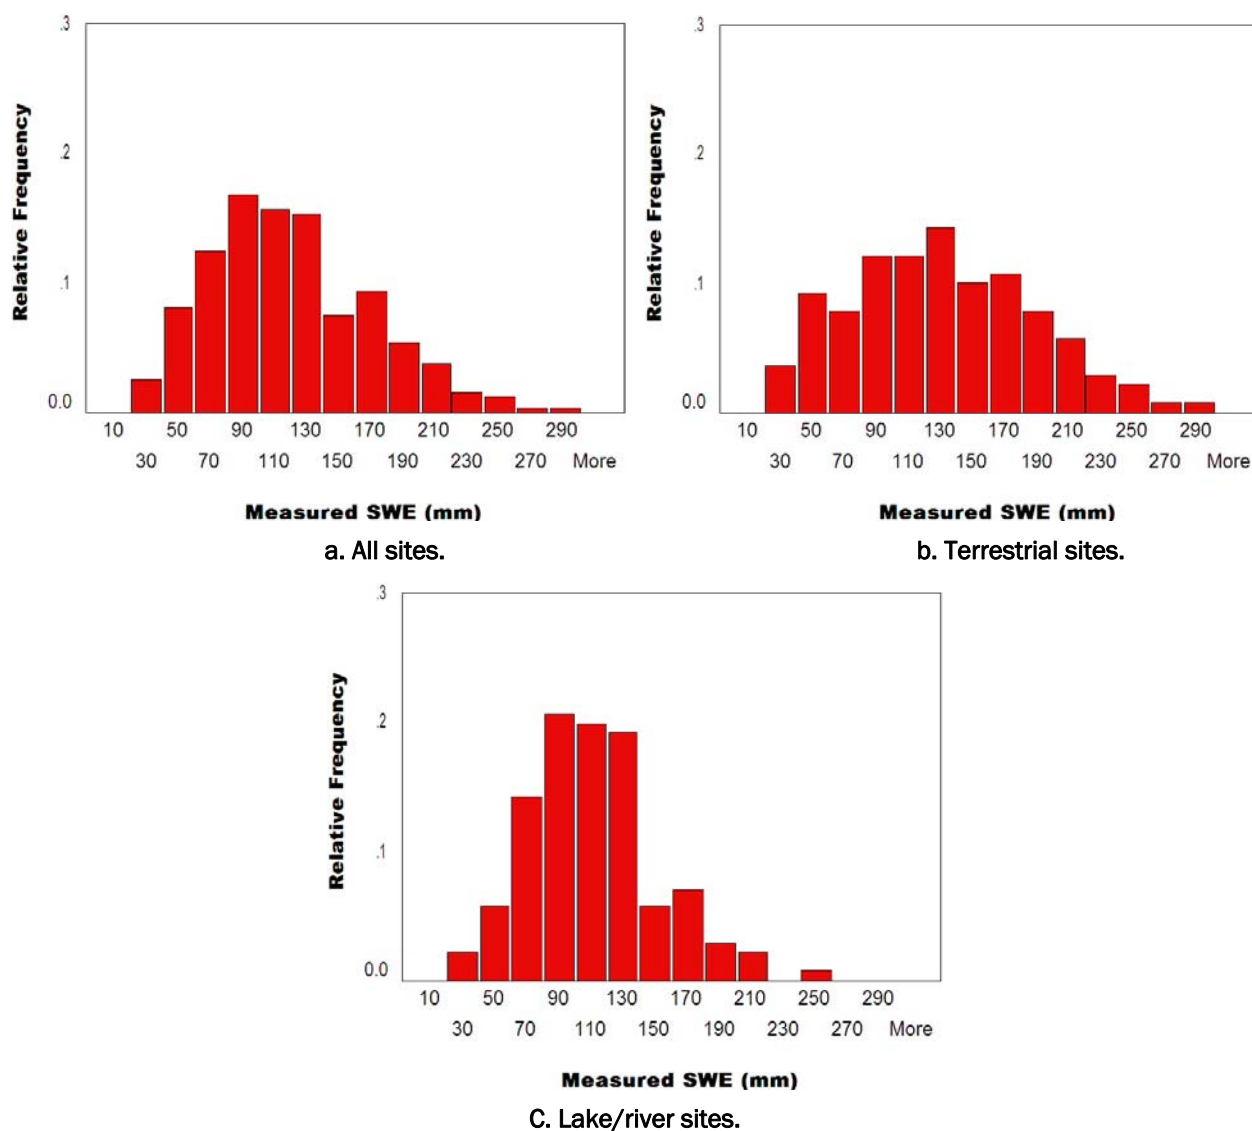 .3
.2
.1
0.0
Relative Frequency
10 50 90 130 170 210 250 290
30 70 110 150 190 230 270 More
Measured SWE (mm)
a. All sites.
.3
.2
.1
0.0
Relative Frequency
10 50 90 130 170 210 250 290
30 70 110 150 190 230 270 More
Measured SWE (mm)
b. Terrestrial sites.
.3
.2
.1
0.0
Relative Frequency
10 50 90 130 170 210 250 290
30 70 110 150 190 230 270 More
Measured SWE (mm)
C. Lake/river sites.